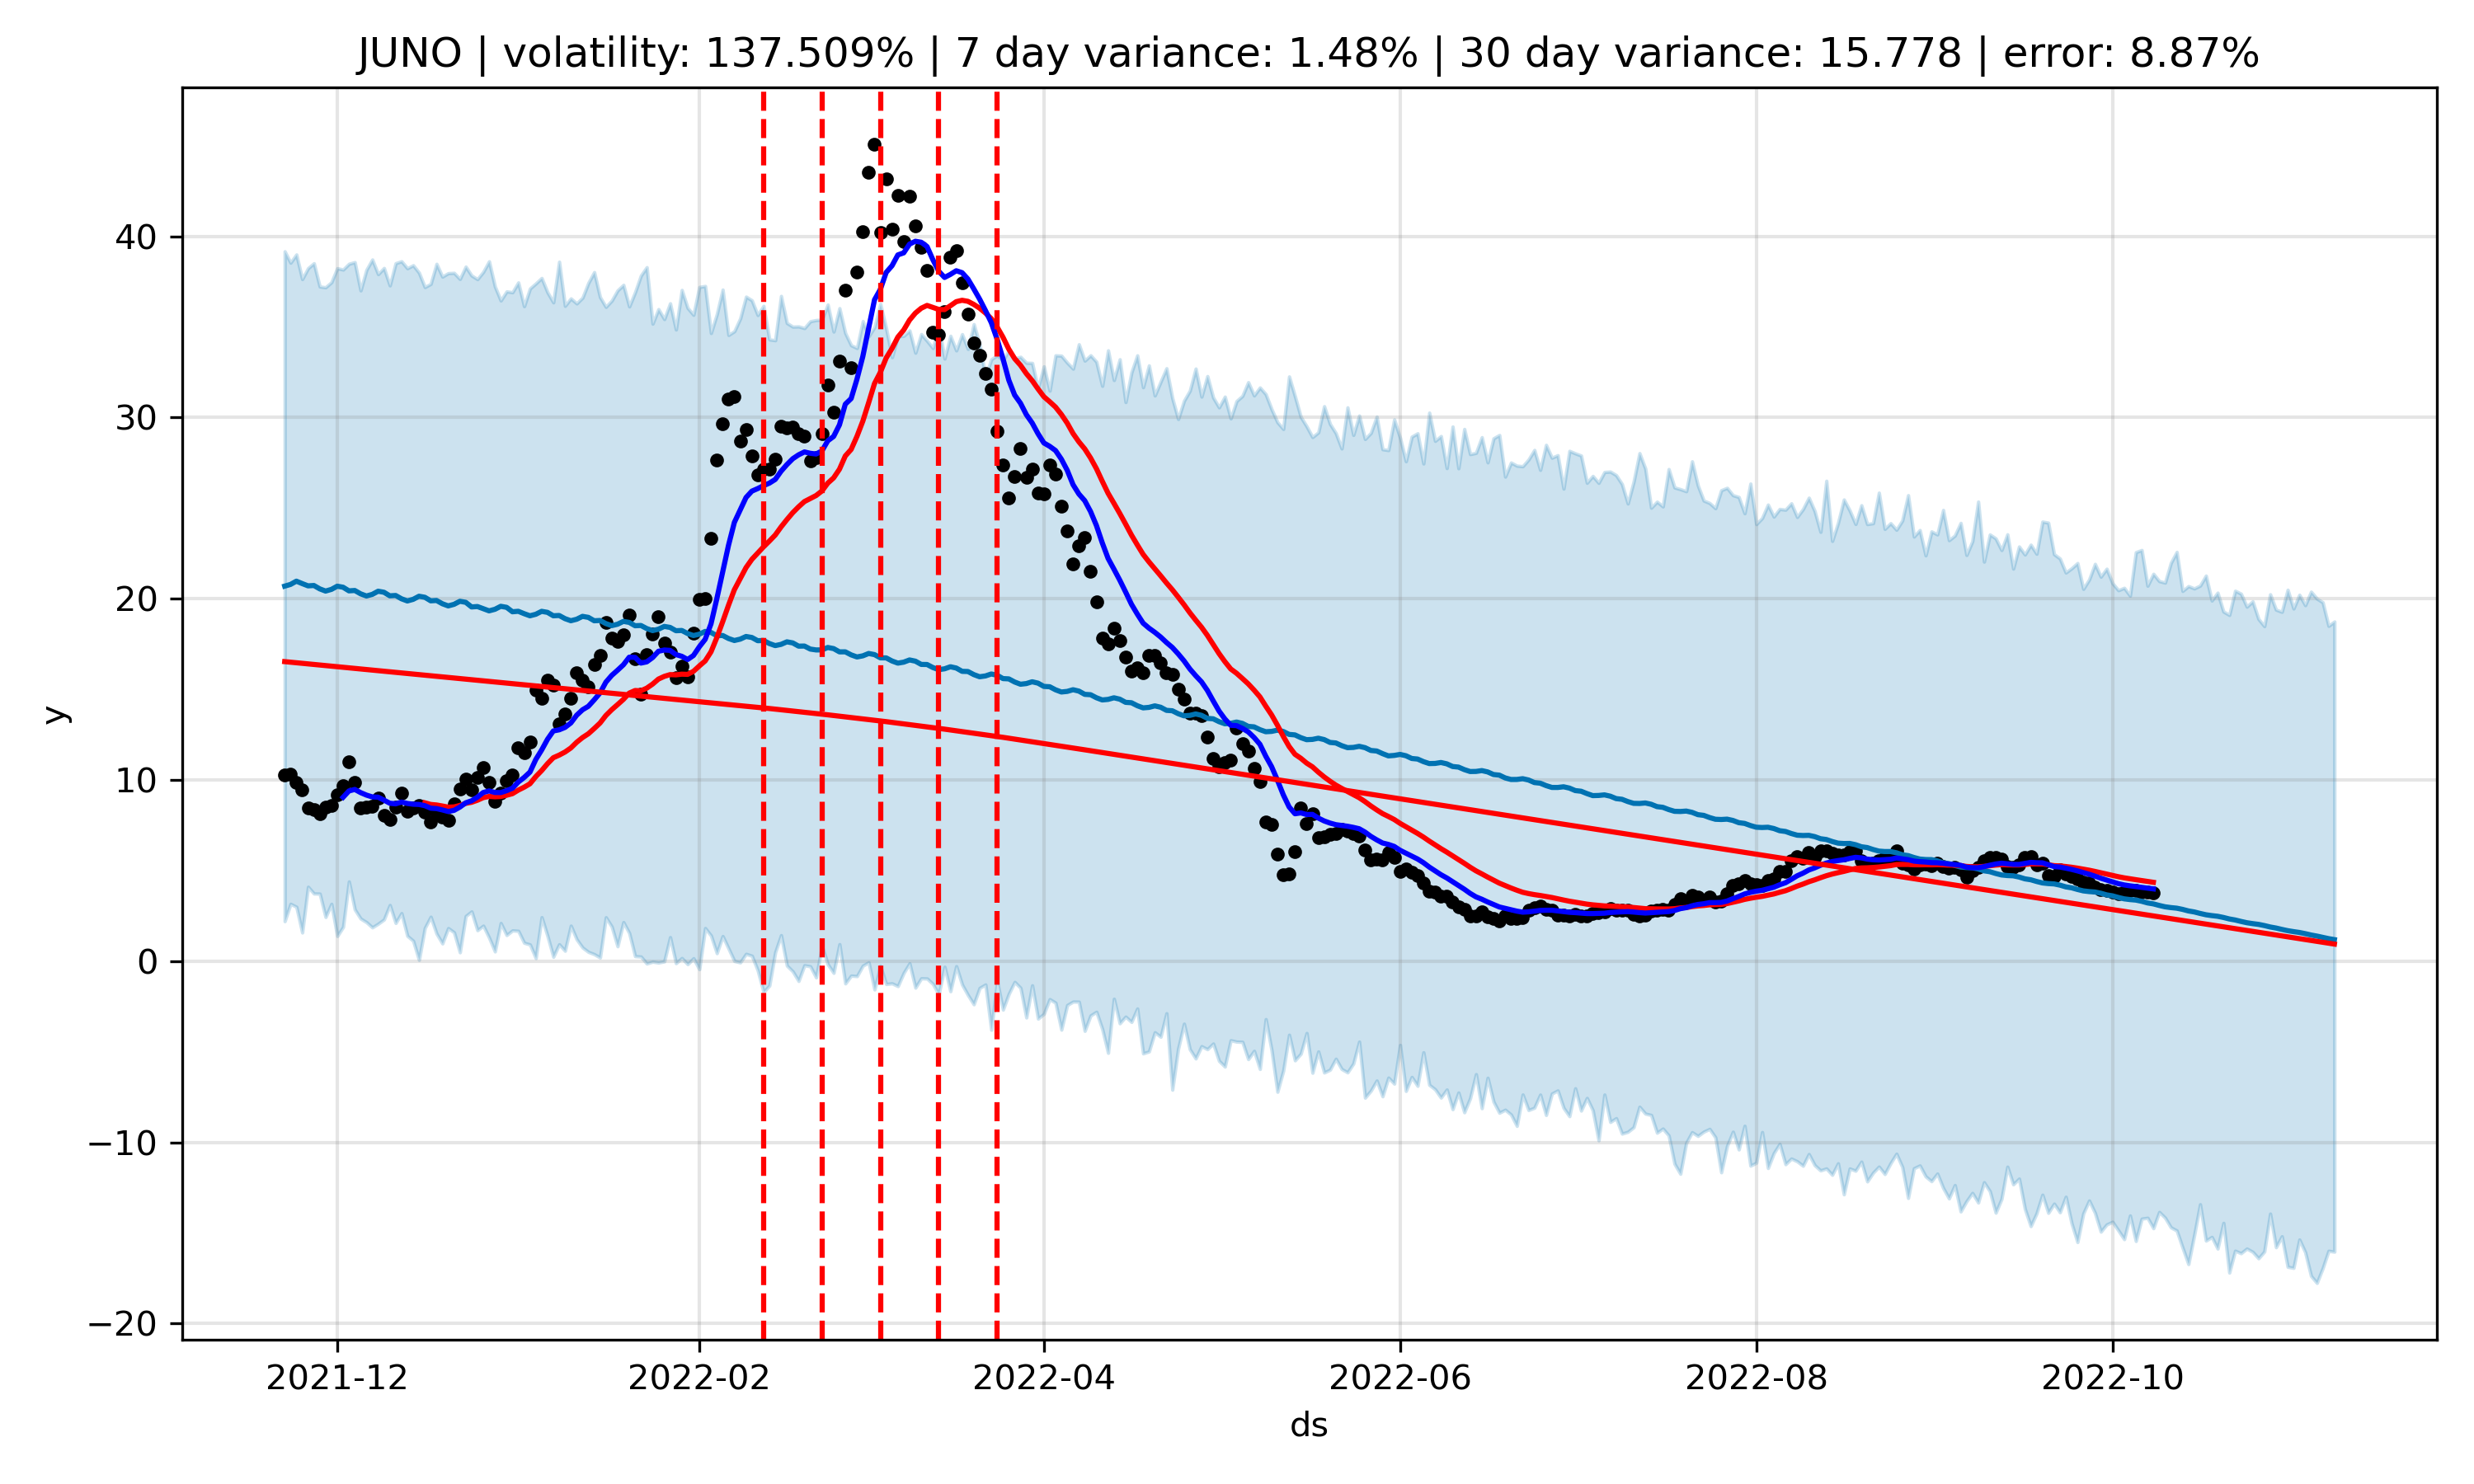 JUNO | volatility: 137.509% | 7 day variance: 1.48% | 30 day variance: 15.778 | error: 8.87%
40
30
20
10
0
−10
−20
y
2021-12 2022-02 2022-04 2022-06 2022-08 2022-10
ds